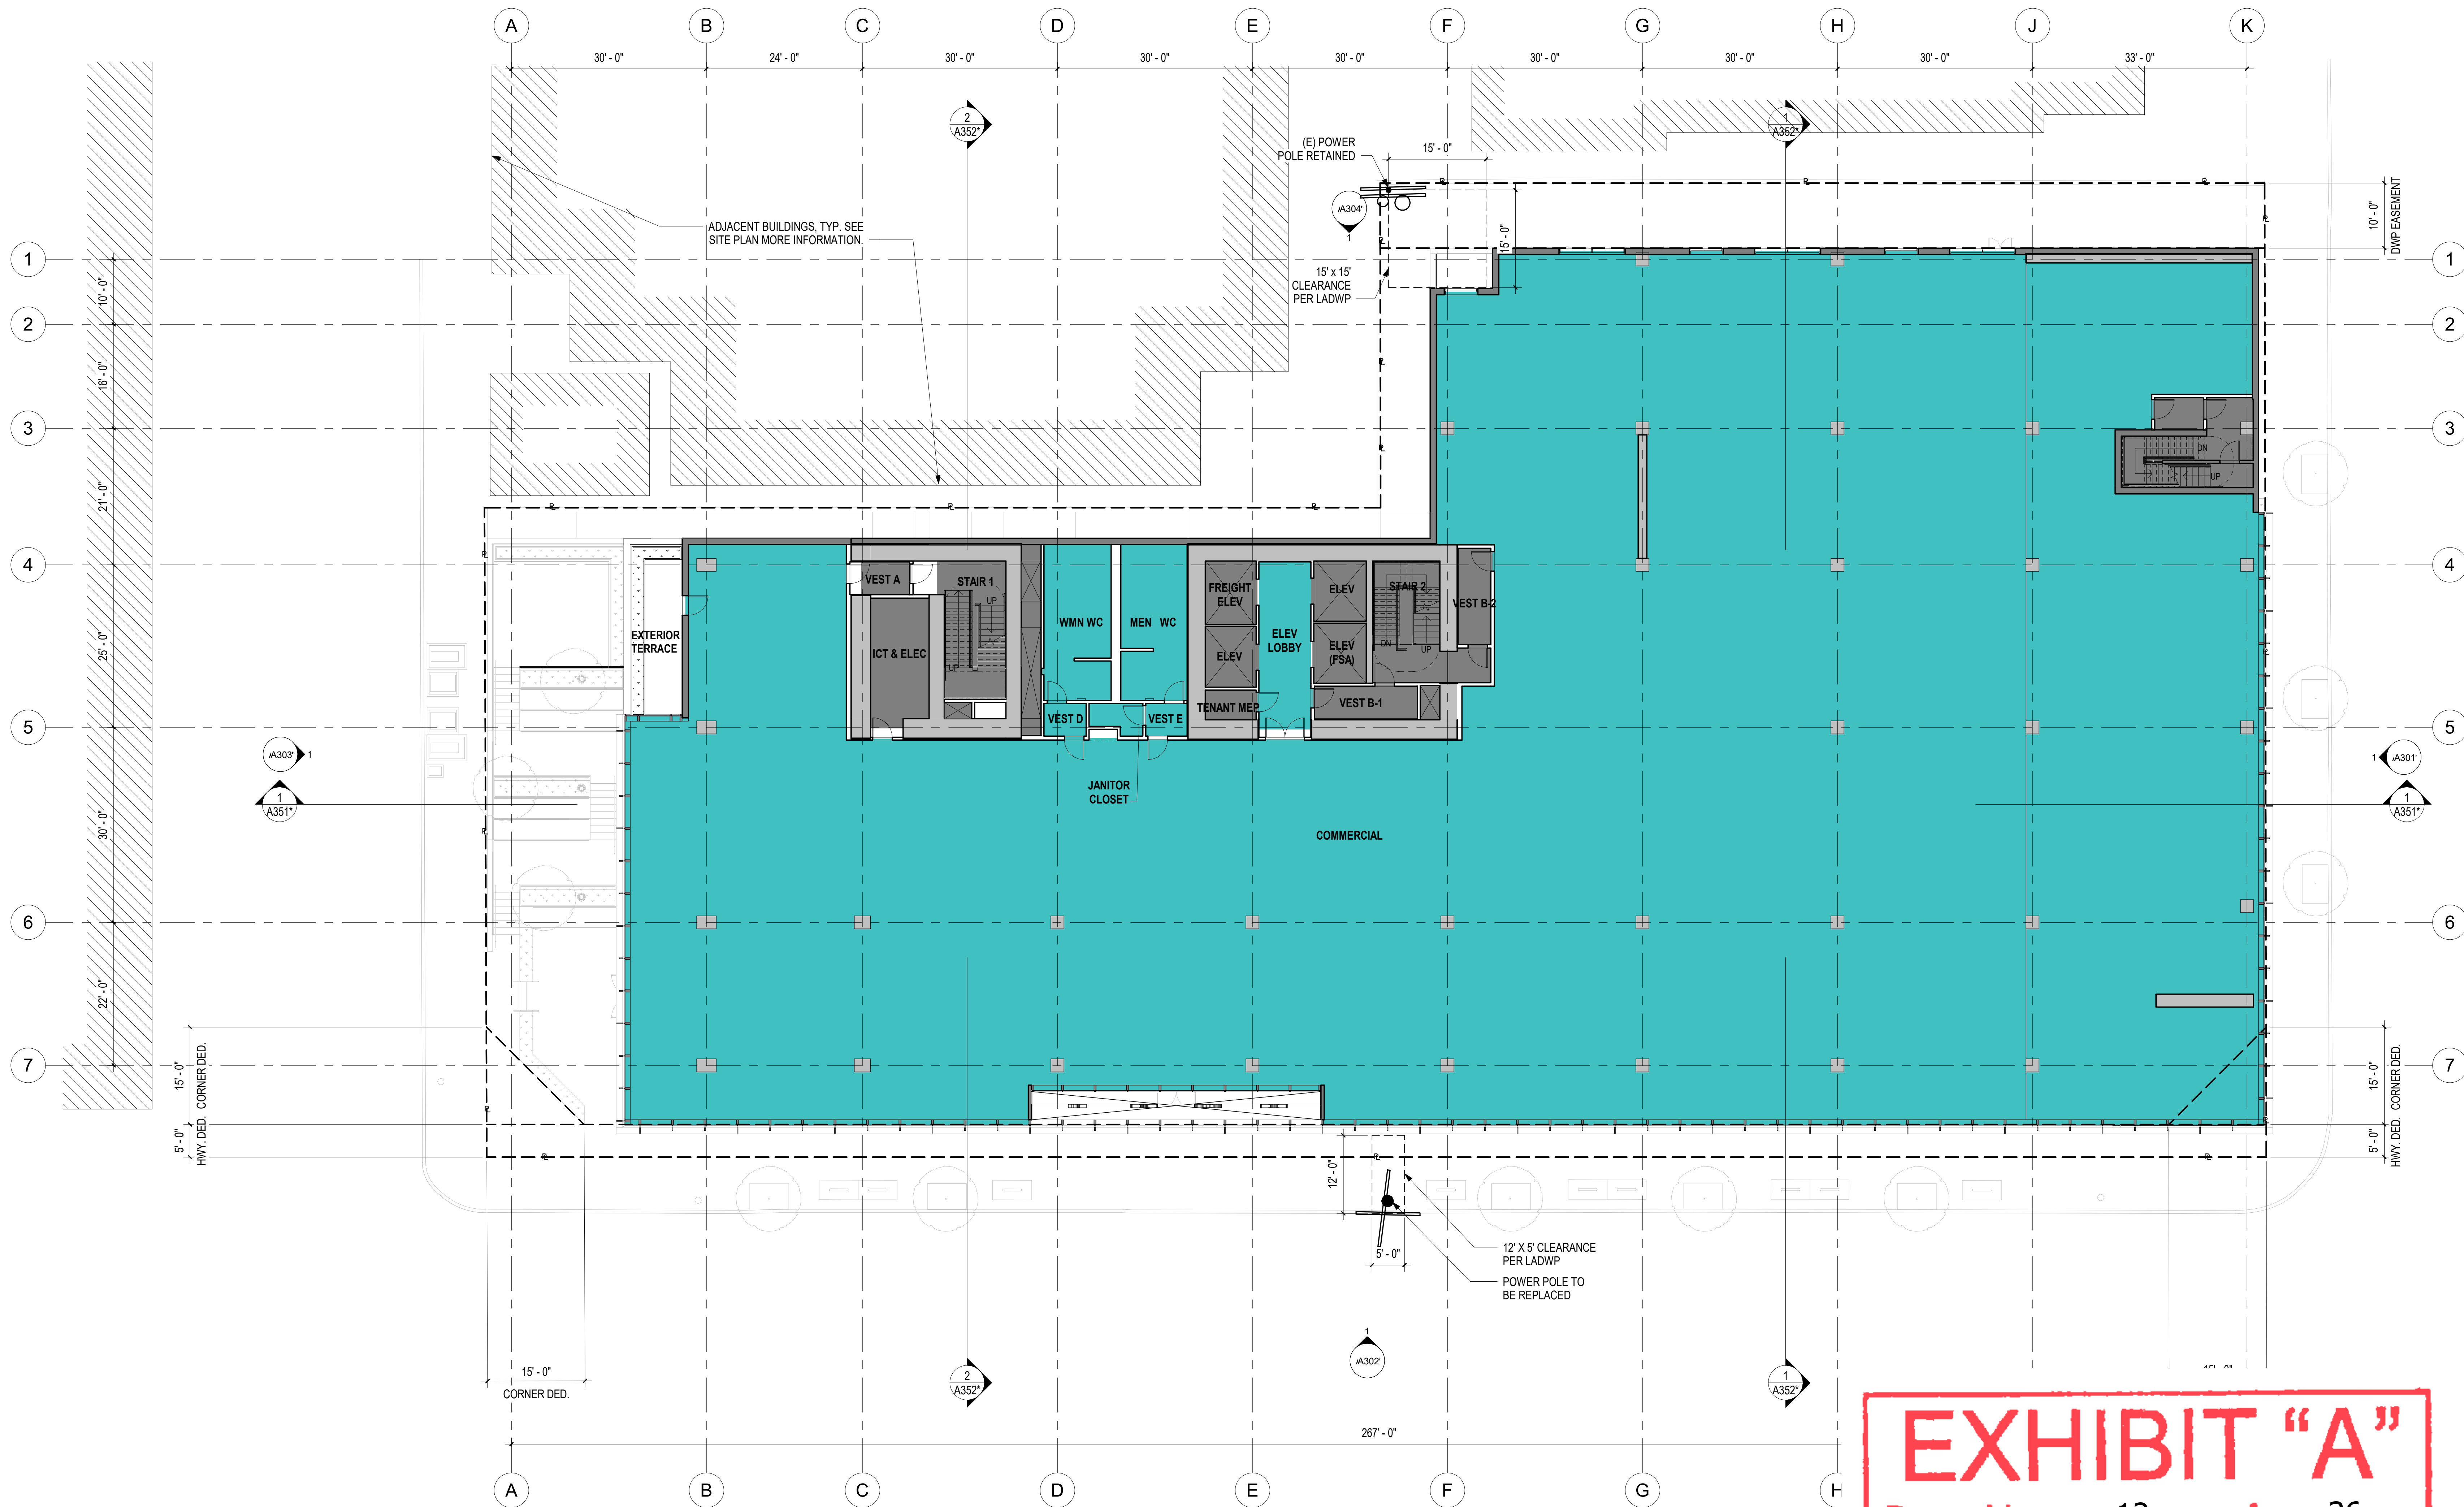 A B C D E F G H J K
30' - 0" 24' - 0" 30' - 0" 30' - 0" 30' - 0" 30' - 0" 30' - 0" 30' - 0" 33' - 0"
2
A352*
1
A352*
(E) POWER
POLE RETAINED
15' - 0"
A304'
1
15' - 0"
10' - 0"
DWP EASEMENT
ADJACENT BUILDINGS, TYP. SEE
SITE PLAN MORE INFORMATION.
15' x 15'
CLEARANCE
PER LADWP
1
1
10' - 0"
2
2
16' - 0"
3
3
21' - 0"
DN
UP
4
4
VEST A
STAIR 1
UP
UP
ICT & ELEC
WMN WC
MEN WC
FREIGHT
ELEV
ELEV
ELEV
LOBBY
ELEV
ELEV
(FSA)
STAIR 2
DN
UP
VEST B-2
EXTERIOR
TERRACE
25' - 0"
TENANT MEP
VEST B-1
VEST D
VEST E
5
5
A303'
1
1
A351*
1
A301'
1
A351*
JANITOR
CLOSET
COMMERCIAL
30' - 0"
6
6
22' - 0"
7
7
15' - 0"
CORNER DED.
5' - 0"
HWY. DED.
15' - 0"
CORNER DED.
5' - 0"
HWY. DED.
12' - 0"
5' - 0"
12' X 5' CLEARANCE
PER LADWP
POWER POLE TO
BE REPLACED
1
A302'
15' - 0"
CORNER DED.
2
A352*
1
A352*
267' - 0"
EXHIBIT “A”
A B C D E F G H